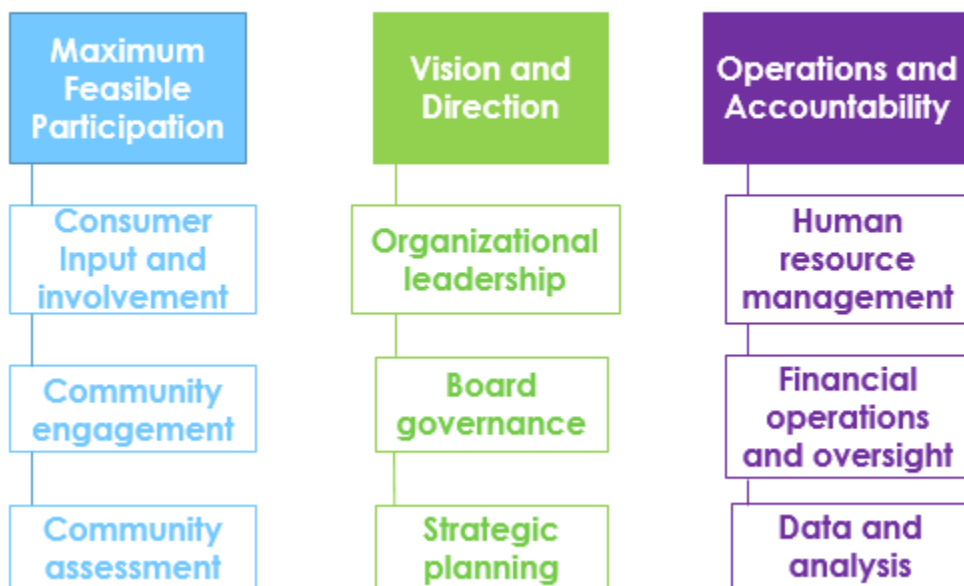 Maximum
Feasible
Participation
Consumer
Input and
involvement
Community
engagement
Community
assessment
Vision and
Direction
Organizational
leadership
Board
governance
Strategic
planning
Operations and
Accountability
Human
resource
management
Financial
operations
and oversight
Data and
analysis